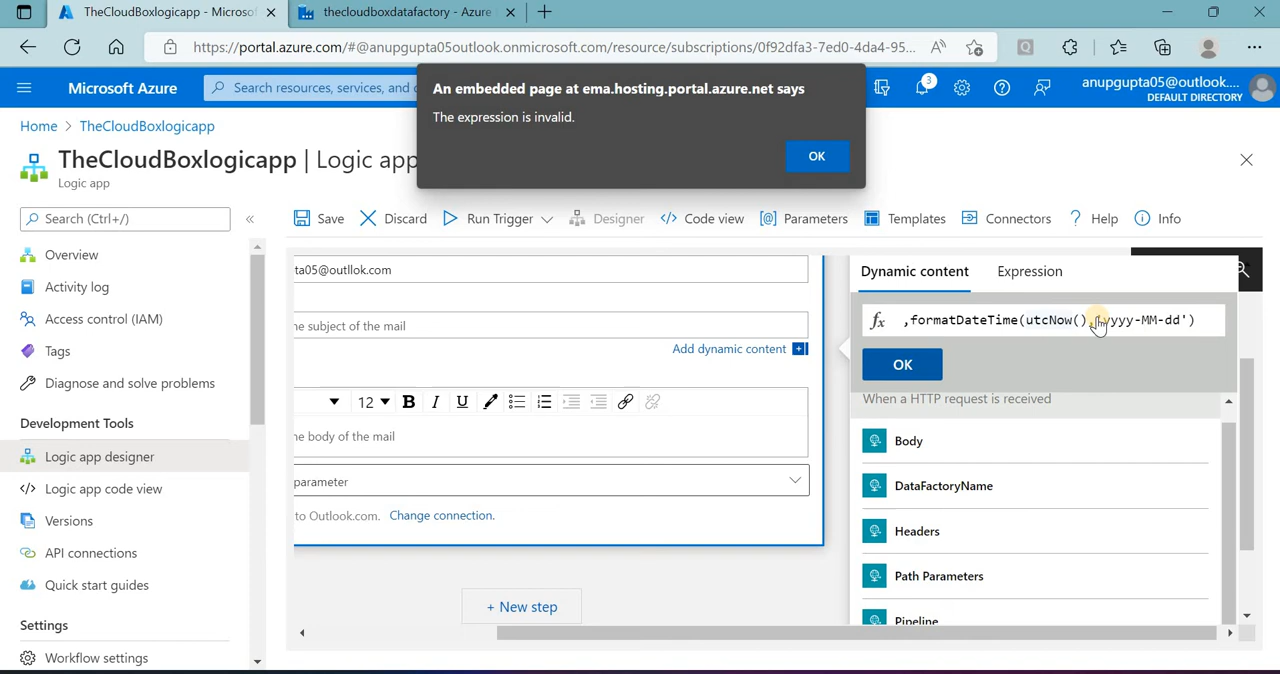 TheCloudBoxlogicapp - Microsof
thecloudboxdatafactory - Azure
https://portal.azure.com/#@anupgupta05outlook.onmicrosoft.com/resource/subscriptions/0f92dfa3-7ed0-4da4-95...
Microsoft Azure
Search resources, services, and
3
anupgupta05@outlook....
DEFAULT DIRECTORY
An embedded page at ema.hosting.portal.azure.net says
The expression is invalid.
OK
Home > TheCloudBoxlogicapp
TheCloudBoxlogicapp | Logic app
Logic app
Search (Ctrl+/)
«
Save
Discard
Run Trigger
Designer
Code view
Parameters
Templates
Connectors
Help
Info
Overview
Activity log
Access control (IAM)
Tags
Diagnose and solve problems
Development Tools
Logic app designer
Logic app code view
Versions
API connections
Quick start guides
Settings
Workflow settings
ta05@outllok.com
he subject of the mail
Add dynamic content
12
B I U
he body of the mail
parameter
to Outlook.com. Change connection.
+ New step
Dynamic content
Expression
fx ,formatDateTime(utcNow(),'yyyy-MM-dd')
OK
When a HTTP request is received
Body
DataFactoryName
Headers
Path Parameters
Pipeline